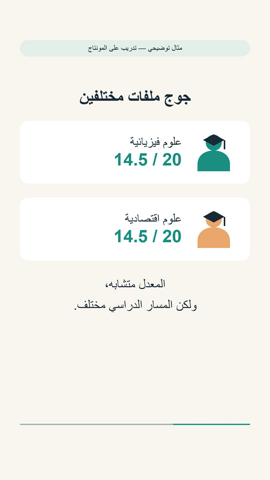 مثال توضيحي — تدريب على المونتاج
جوج ملفات مختلفين
علوم فيزيائية
14.5 / 20
علوم اقتصادية
14.5 / 20
المعدل متشابه،
ولكن المسار الدراسي مختلف.